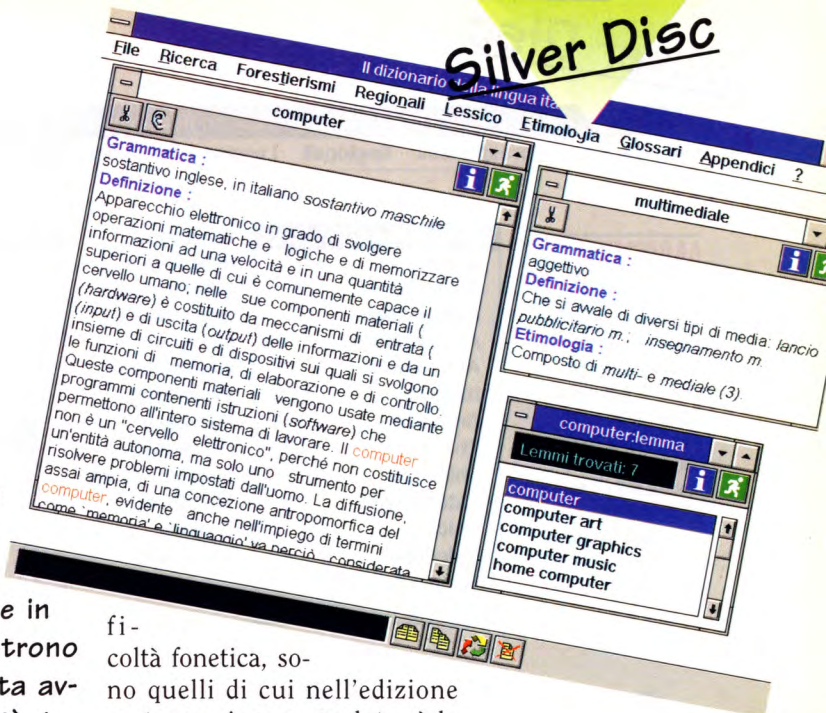 Silver Disc
Il dizionario della lingua ita
File Ricerca Forestierismi Regionali Lessico Etimologia Glossari Appendici ?
computer
Grammatica :
sostantivo inglese, in italiano sostantivo maschile
Definizione :
Apparecchio elettronico in grado di svolgere
operazioni matematiche e logiche e di memorizzare
informazioni ad una velocità e in una quantità
superiori a quelle di cui è comunemente capace il
cervello umano; nelle sue componenti materiali (
(hardware) è costituito da meccanismi di entrata (
(input) e di uscita (output) delle informazioni e da un
insieme di circuiti e di dispositivi sui quali si svolgono
le funzioni di memoria, di elaborazione e di controllo.
Queste componenti materiali vengono usate mediante
programmi contenenti istruzioni (software) che
permettono all'intero sistema di lavorare. Il computer
non è un "cervello elettronico", perché non costituisce
un'entità autonoma, ma solo uno strumento per
risolvere problemi impostati dall'uomo. La diffusione,
assai ampia, di una concezione antropomorfica del
computer, evidente anche nell'impiego di termini
come `memoria' e `linguaggio' va perciò considerata
multimediale
Grammatica :
aggettivo
Definizione :
Che si avvale di diversi tipi di media: lancio
pubblicitario m.; insegnamento m.
Etimologia :
Composto di multi- e mediale (3).
computer:lemma
Lemmi trovati: 7
computer
computer art
computer graphics
computer music
home computer
e in
trono
ta av-
fi-
coltà fonetica, so-
no quelli di cui nell'edizione